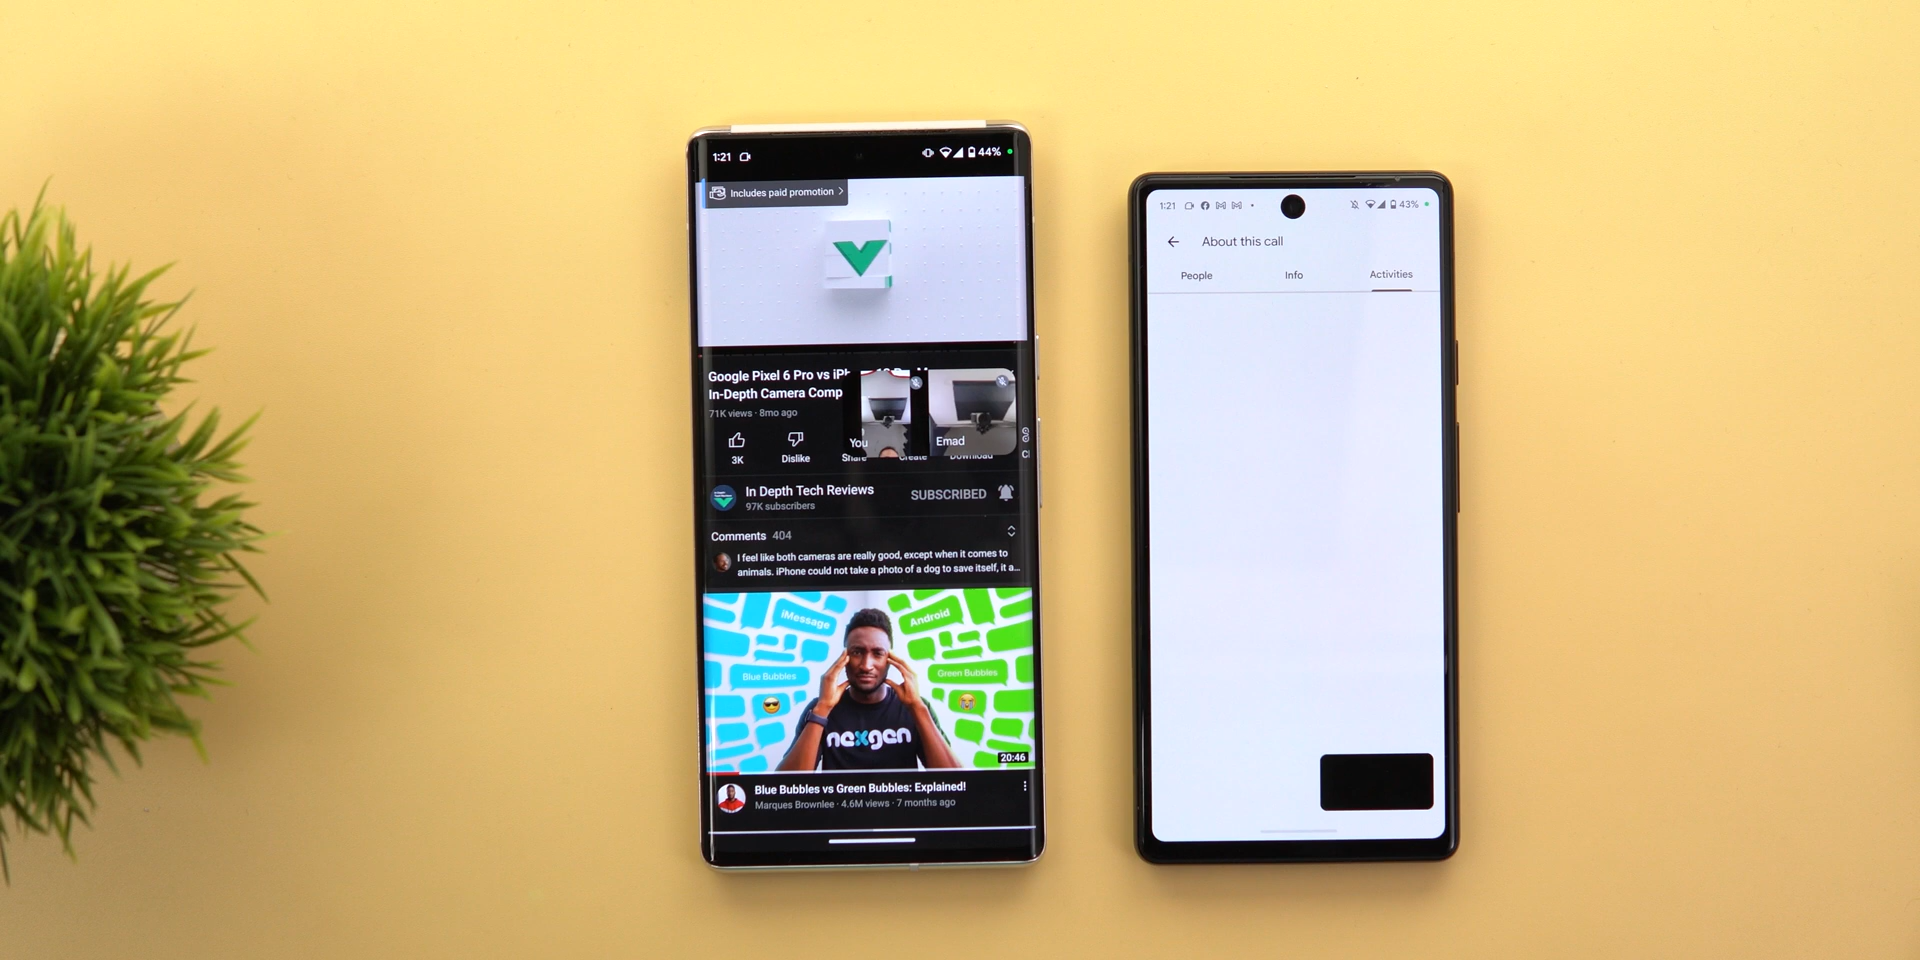 1:21
44%
Includes paid promotion
Google Pixel 6 Pro vs iPh
In-Depth Camera Comp
71K views · 8mo ago
You
Emad
3K
Dislike
Share
Create
Download
In Depth Tech Reviews
97K subscribers
SUBSCRIBED
Comments 404
I feel like both cameras are really good, except when it comes to
animals. iPhone could not take a photo of a dog to save itself, it a...
iMessage
Android
Blue Bubbles
Green Bubbles
nexgen
20:46
Blue Bubbles vs Green Bubbles: Explained!
Marques Brownlee · 4.6M views · 7 months ago
1:21
43%
About this call
People
Info
Activities